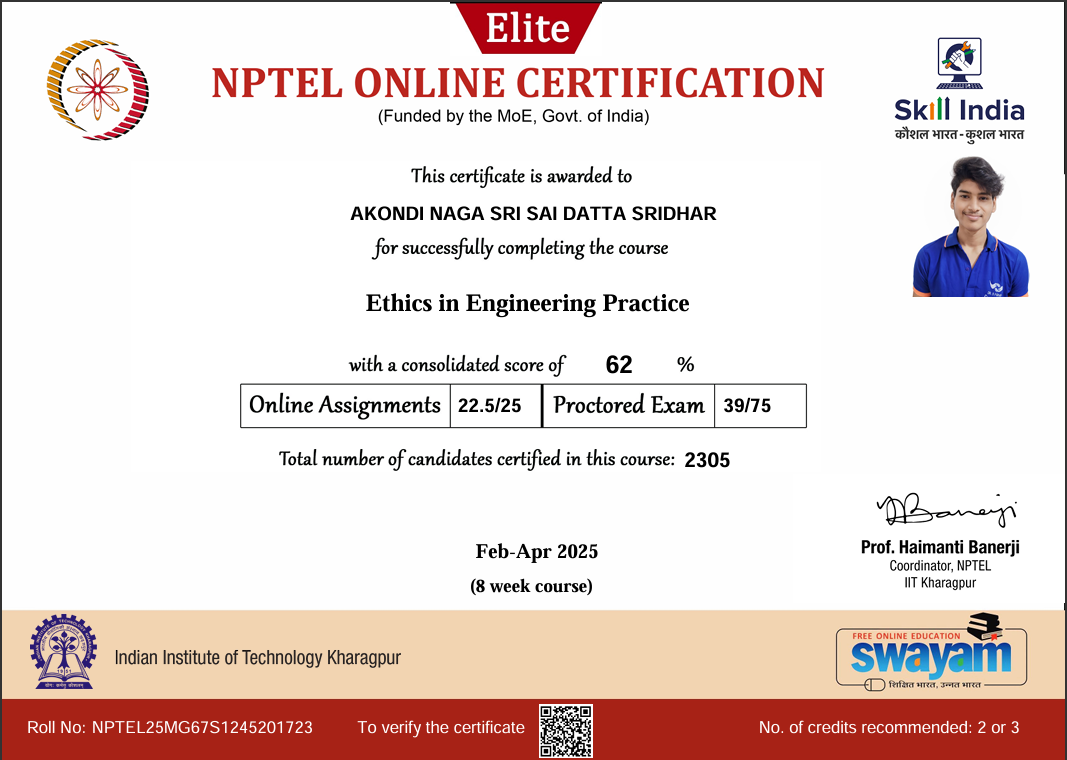 Elite
NPTEL ONLINE CERTIFICATION
(Funded by the MoE, Govt. of India)
Skill India
कौशल भारत - कुशल भारत
This certificate is awarded to
AKONDI NAGA SRI SAI DATTA SRIDHAR
for successfully completing the course
Ethics in Engineering Practice
with a consolidated score of 62 %
Online Assignments 22.5/25 Proctored Exam 39/75
Total number of candidates certified in this course: 2305
Feb-Apr 2025
(8 week course)
Prof. Haimanti Banerji
Coordinator, NPTEL
IIT Kharagpur
Indian Institute of Technology Kharagpur
FREE ONLINE EDUCATION
swayam
शिक्षित भारत, उन्नत भारत
Roll No: NPTEL25MG67S1245201723 To verify the certificate No. of credits recommended: 2 or 3